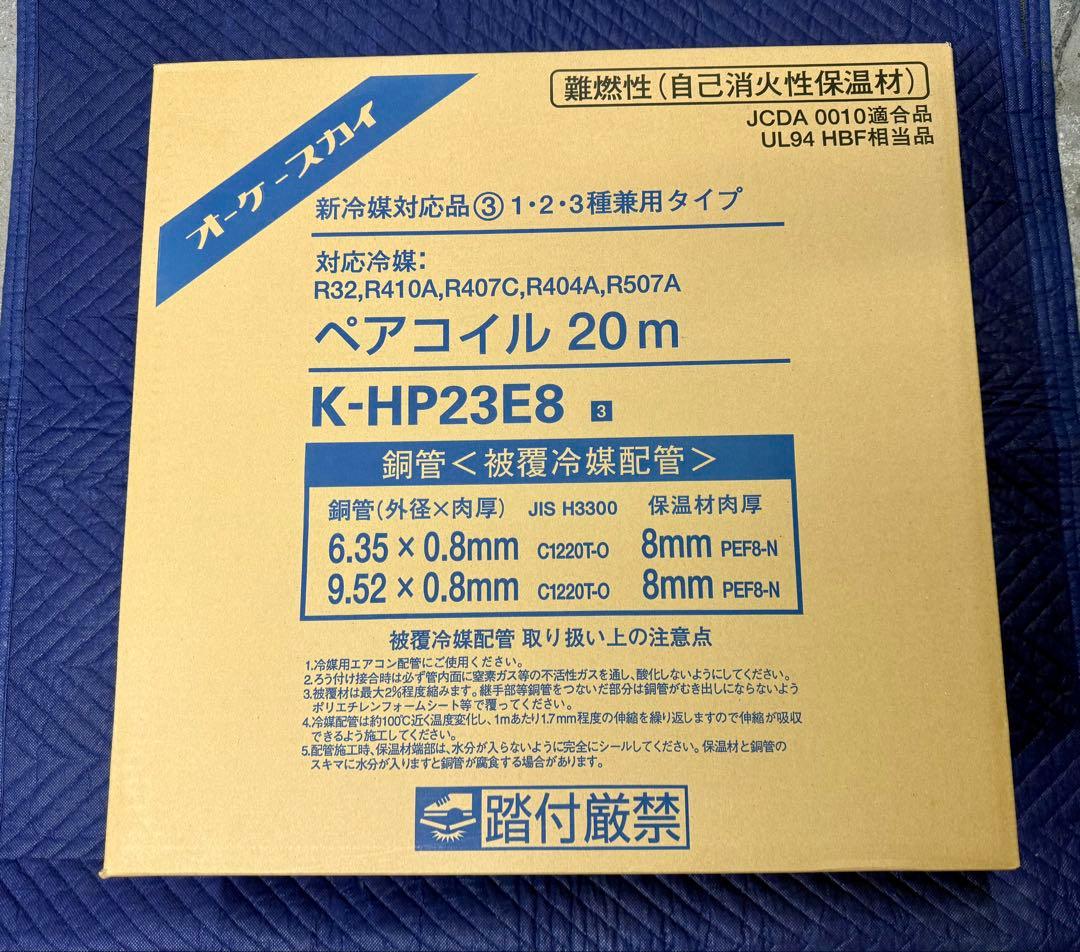 オーケースカイ
難燃性(自己消火性保温材)
JCDA 0010適合品
UL94 HBF相当品
新冷媒対応品③1・2・3種兼用タイプ
対応冷媒:
R32,R410A,R407C,R404A,R507A
ペアコイル 20m
K-HP23E8 3
銅管<被覆冷媒配管>
銅管(外径×肉厚) JIS H3300 保温材肉厚
6.35×0.8mm C1220T-O 8mm PEF8-N
9.52×0.8mm C1220T-O 8mm PEF8-N
被覆冷媒配管 取り扱い上の注意点
1.冷媒用エアコン配管にご使用ください。
2.ろう付け接合時は必ず管内面に窒素ガス等の不活性ガスを通し、酸化しないようにしてください。
3.被覆材は最大2%程度縮みます。継手部等銅管をつないだ部分は銅管がむき出しにならないよう
ポリエチレンフォームシート等で覆ってください。
4.冷媒配管は約100℃近く温度変化し、1mあたり1.7mm程度の伸縮を繰り返しますので伸縮が吸収
できるよう施工してください。
5.配管施工時、保温材端部は、水分が入らないように完全にシールしてください。保温材と銅管の
スキマに水分が入りますと銅管が腐食する場合があります。
踏付厳禁